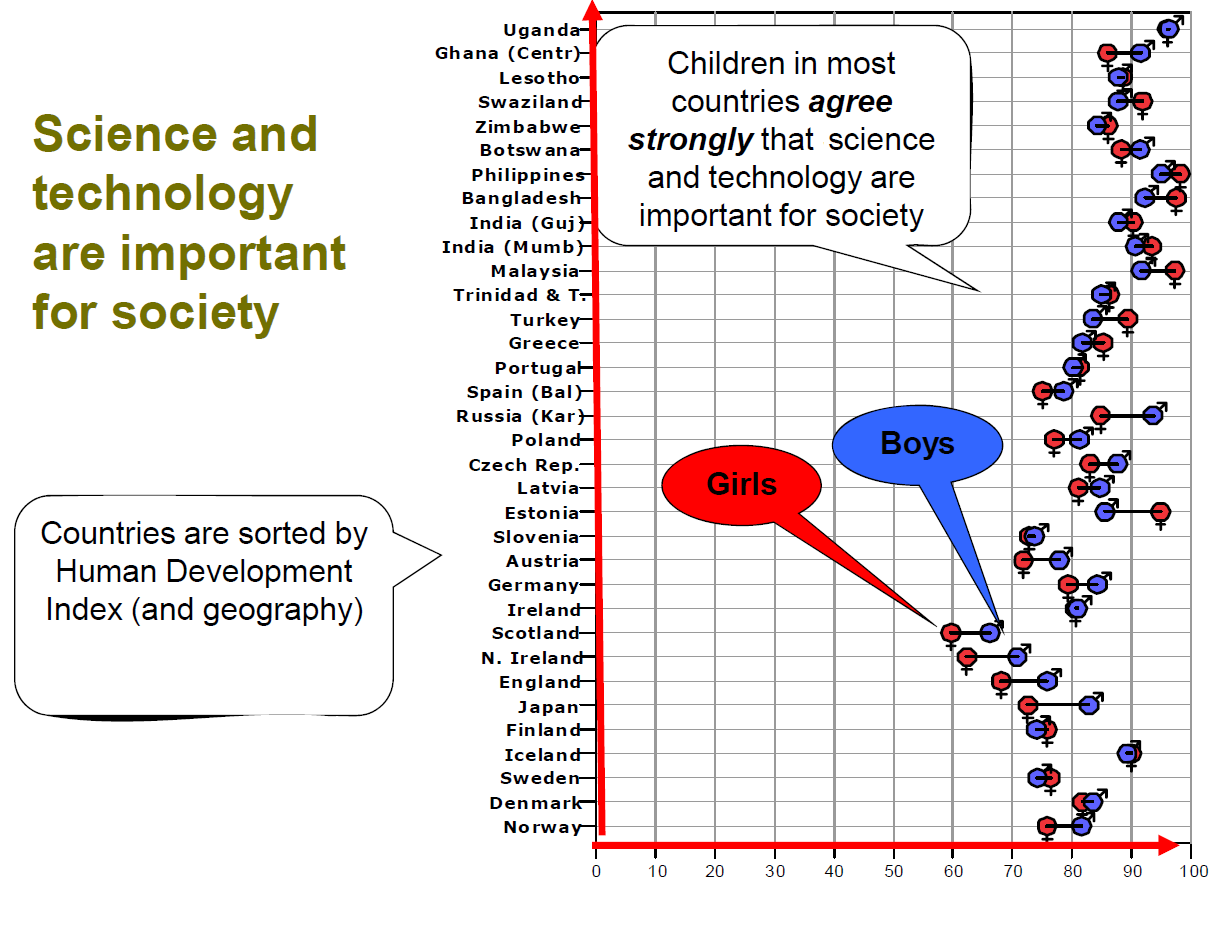 Science and
technology
are important
for society
Countries are sorted by
Human Development
Index (and geography)
Children in most
countries agree
strongly that science
and technology are
important for society
Girls
Boys
Uganda
Ghana (Centr)
Lesotho
Swaziland
Zimbabwe
Botswana
Philippines
Bangladesh
India (Guj)
India (Mumb)
Malaysia
Trinidad & T.
Turkey
Greece
Portugal
Spain (Bal)
Russia (Kar)
Poland
Czech Rep.
Latvia
Estonia
Slovenia
Austria
Germany
Ireland
Scotland
N. Ireland
England
Japan
Finland
Iceland
Sweden
Denmark
Norway
0 10 20 30 40 50 60 70 80 90 100